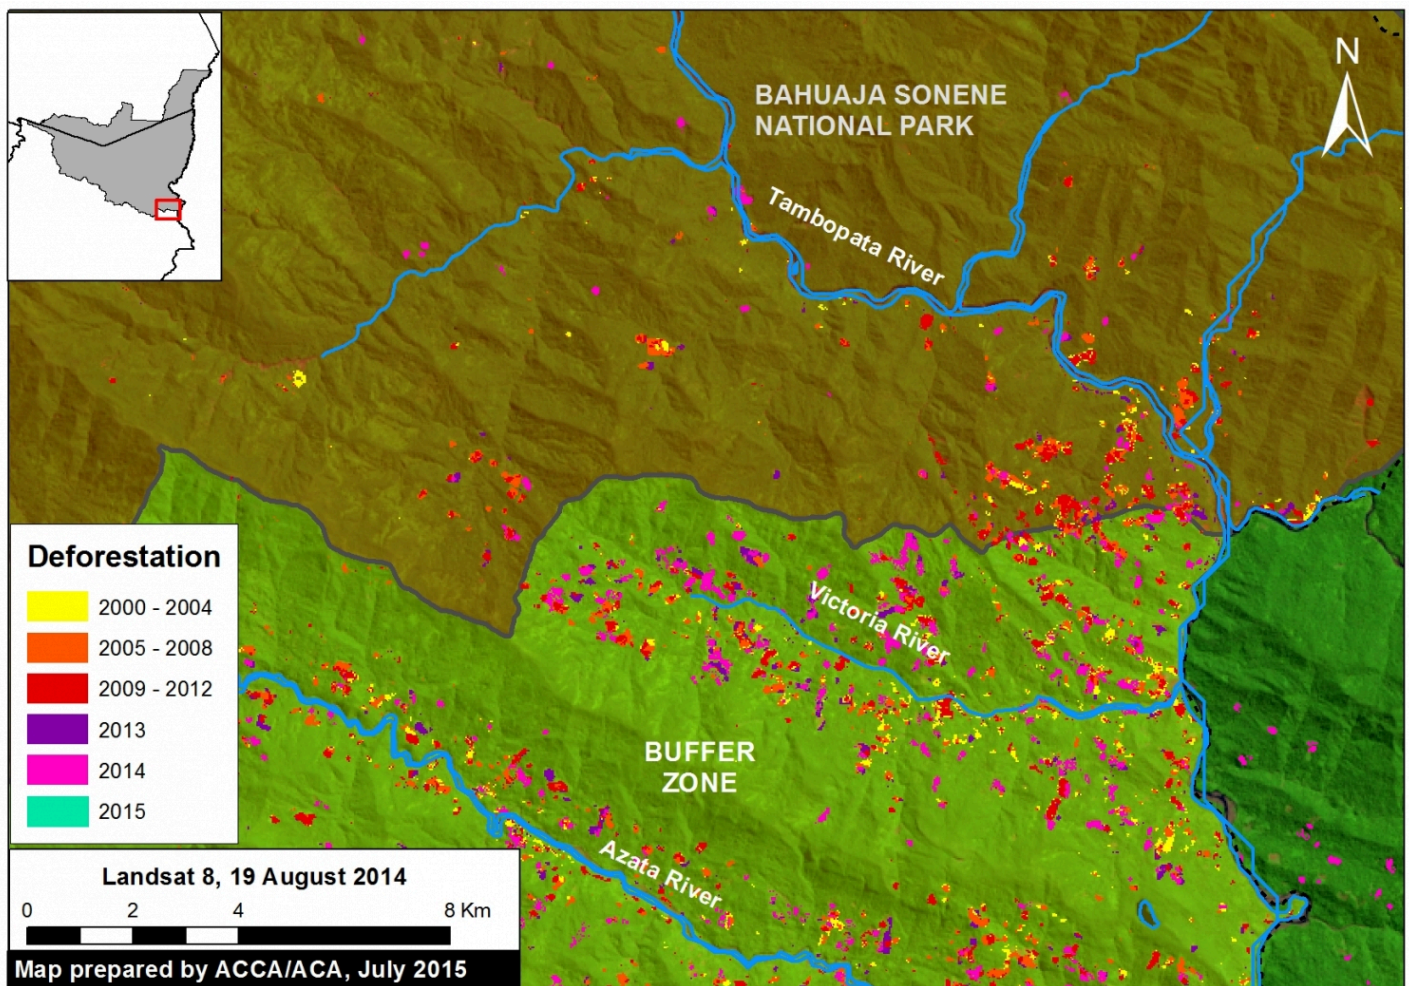 N
BAHUAJA SONENE
NATIONAL PARK
Tambopata River
Victoria River
BUFFER
ZONE
Azata River
Deforestation
2000 - 2004
2005 - 2008
2009 - 2012
2013
2014
2015
Landsat 8, 19 August 2014
0 2 4 8 Km
Map prepared by ACCA/ACA, July 2015